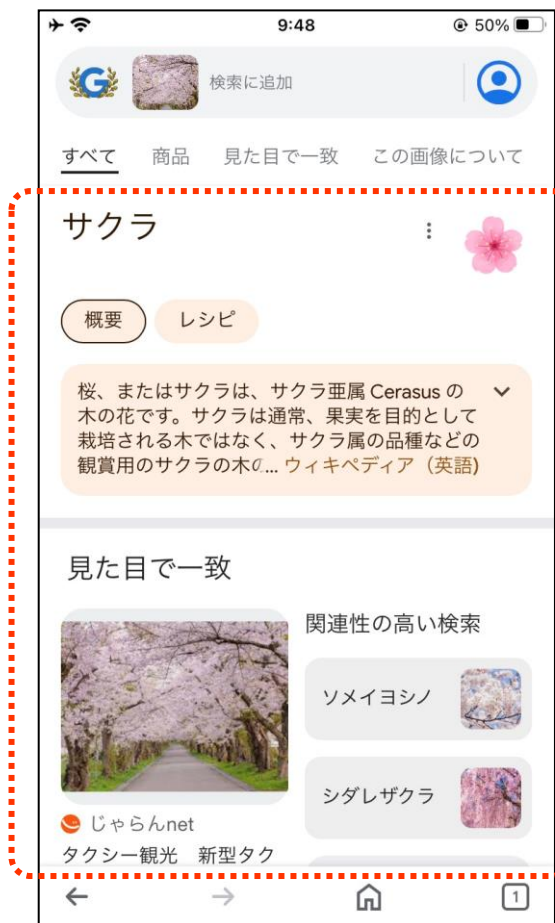 9:48
50%
G
検索に追加
すべて 商品 見た目で一致 この画像について
サクラ
概要 レシピ
桜、またはサクラは、サクラ亜属 Cerasus の
木の花です。サクラは通常、果実を目的として
栽培される木ではなく、サクラ属の品種などの
観賞用のサクラの木... ウィキペディア（英語)
見た目で一致
関連性の高い検索
ソメイヨシノ
シダレザクラ
じゃらんnet
タクシー観光 新型タク
1